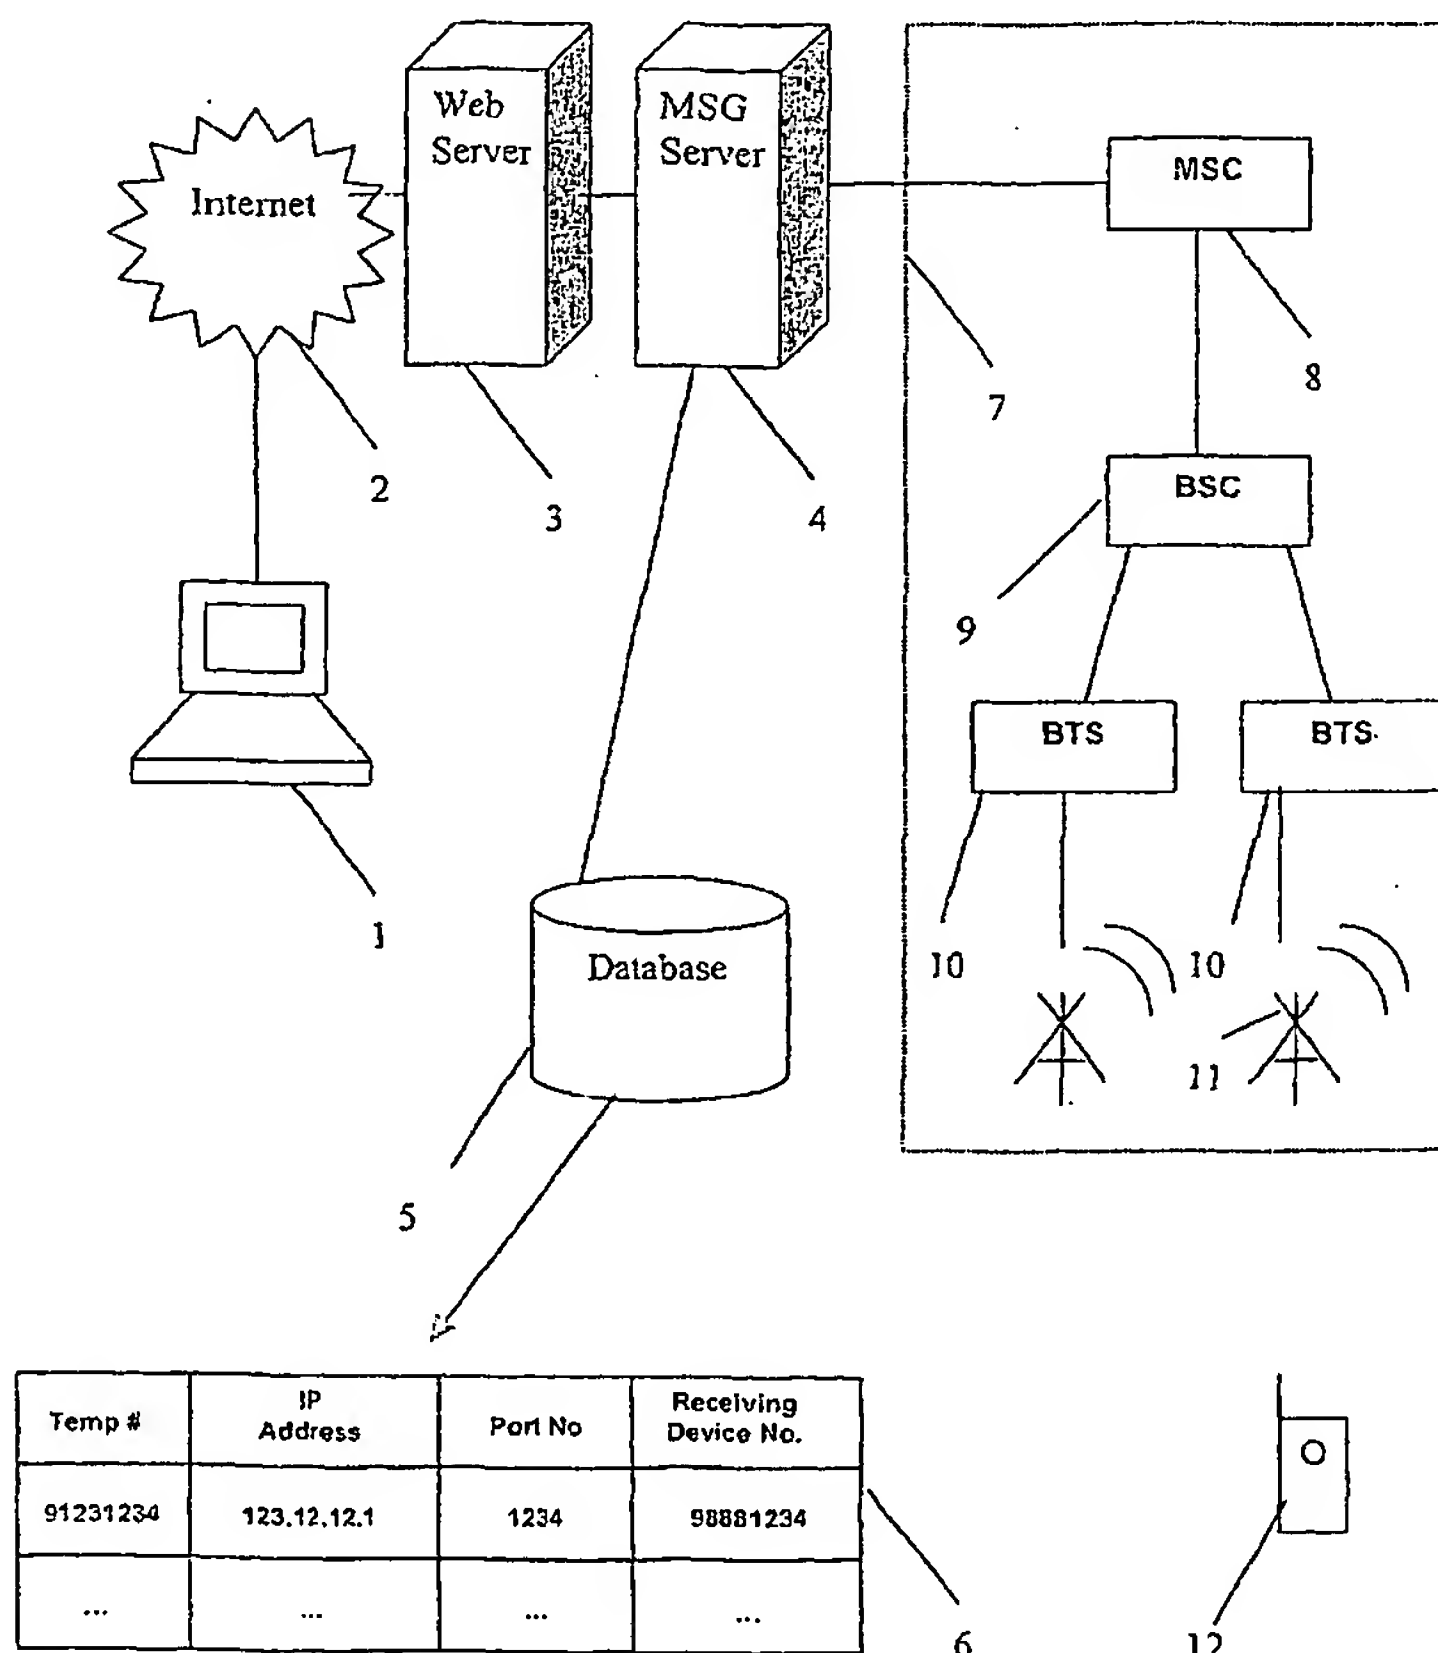 Web
Server
MSG
Server
MSC
Internet
8
7
2
3
4
BSC
9
BTS
BTS
1
10
10
Database
11
5
Temp #
IP
Address
Port No
Receiving
Device No.
91231234
123.12.12.1
1234
98881234
...
...
...
...
6
12